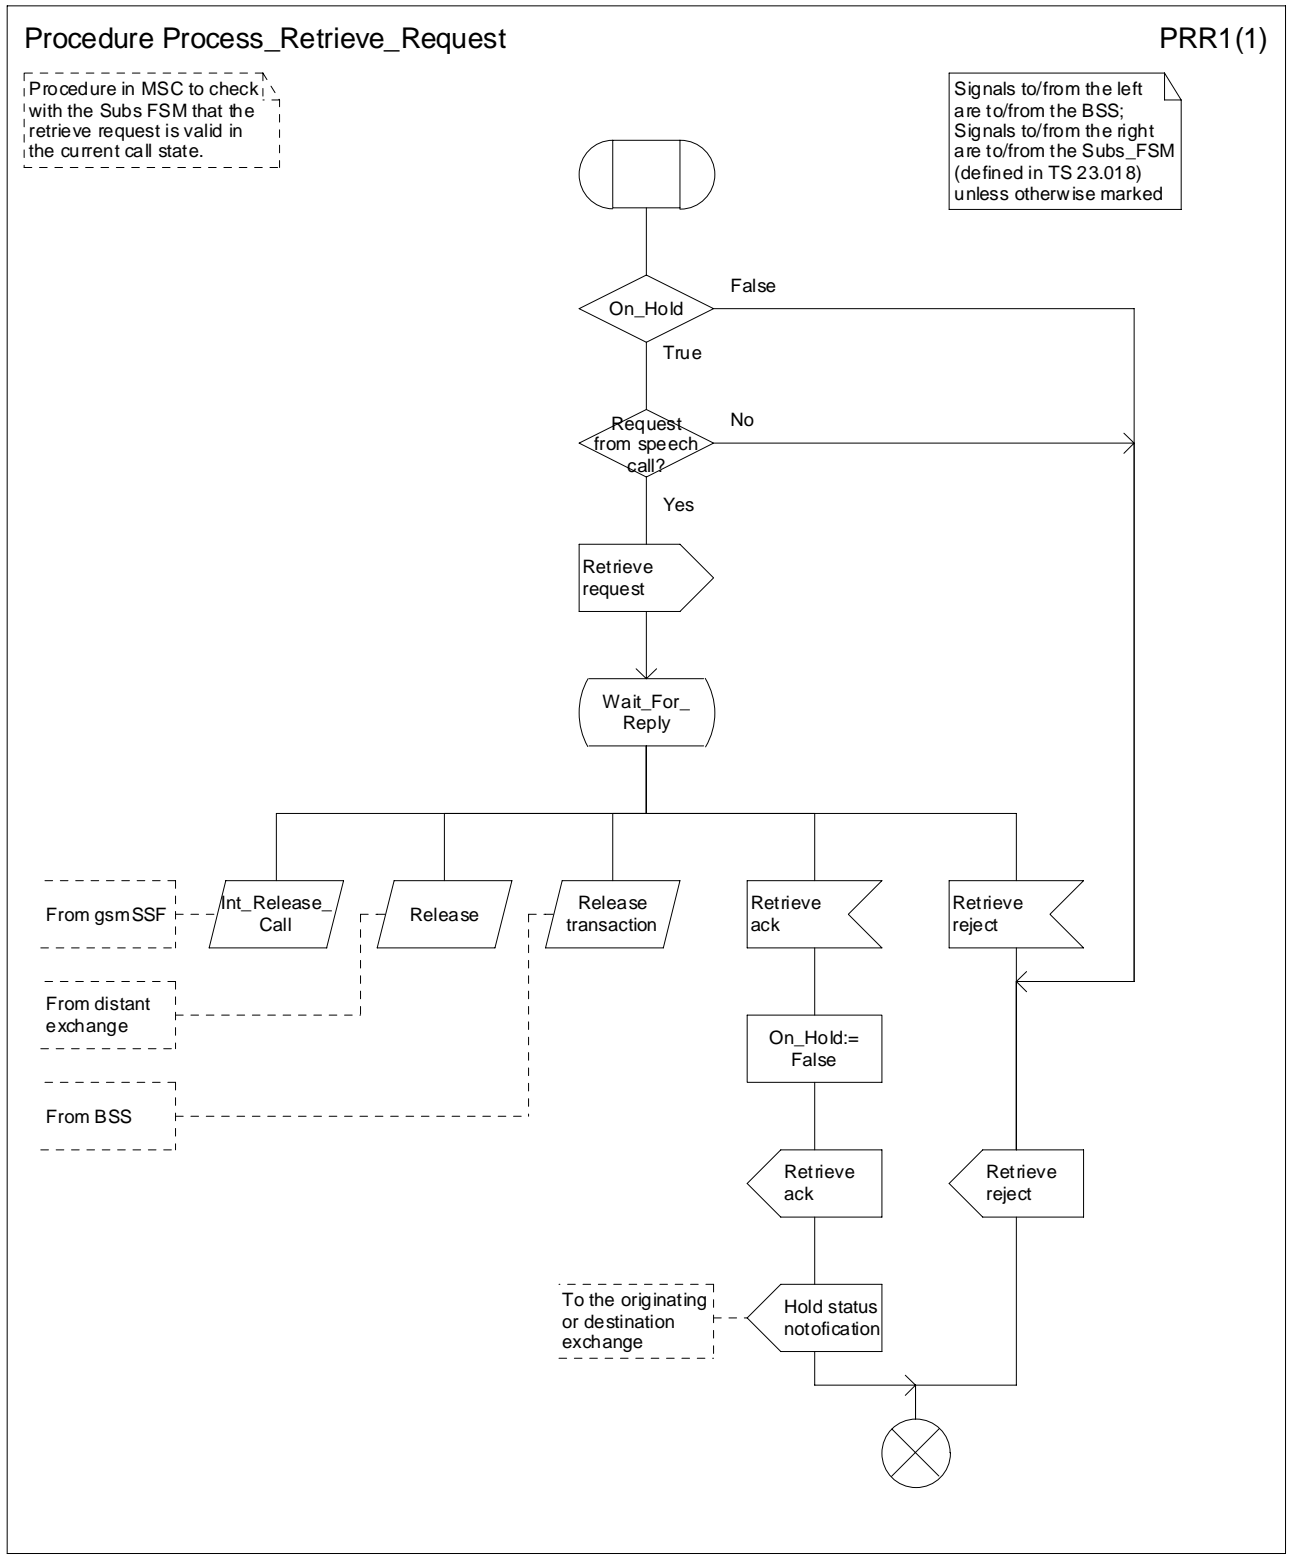 Procedure Process_Retrieve_Request
PRR1(1)
Procedure in MSC to check
with the Subs FSM that the
retrieve request is valid in
the current call state.
Signals to/from the left
are to/from the BSS;
Signals to/from the right
are to/from the Subs_FSM
(defined in TS 23.018)
unless otherwise marked
On_Hold
False
True
Request
from speech
call?
No
Yes
Retrieve
request
Wait_For_
Reply
From gsmSSF
Int_Release_
Call
Release
Release
transaction
Retrieve
ack
Retrieve
reject
From distant
exchange
On_Hold:=
False
From BSS
Retrieve
ack
Retrieve
reject
To the originating
or destination
exchange
Hold status
notofication